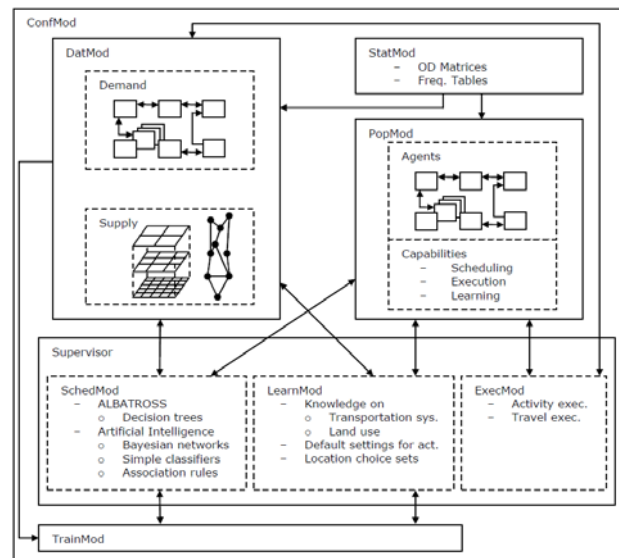 ConfMod
DatMod
Demand
Supply
StatMod
- OD Matrices
- Freq. Tables
PopMod
Agents
Capabilities
- Scheduling
- Execution
- Learning
Supervisor
SchedMod
- ALBATROSS
o Decision trees
- Artificial Intelligence
o Bayesian networks
o Simple classifiers
o Association rules
LearnMod
- Knowledge on
o Transportation sys.
o Land use
- Default settings for act.
- Location choice sets
ExecMod
- Activity exec.
- Travel exec.
TrainMod